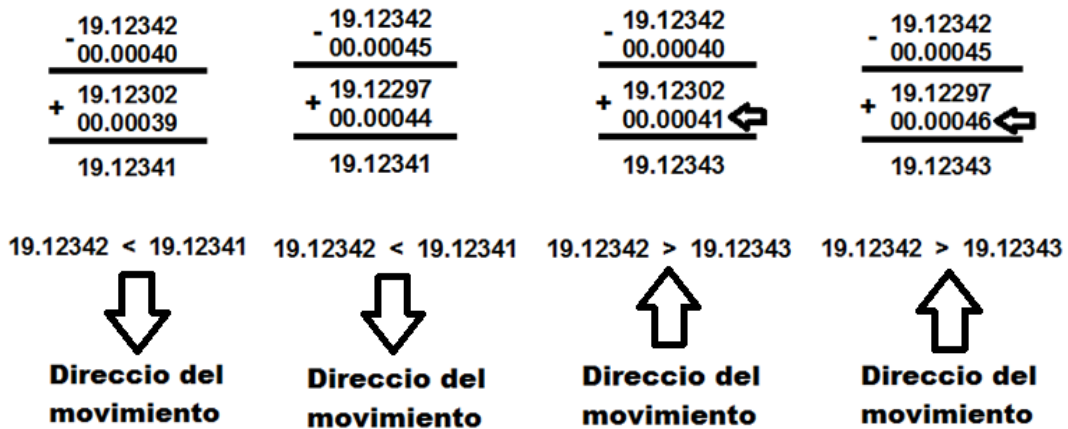 - 19.12342
00.00040
+ 19.12302
00.00039
19.12341
- 19.12342
00.00045
+ 19.12297
00.00044
19.12341
- 19.12342
00.00040
+ 19.12302
00.00041
19.12343
- 19.12342
00.00045
+ 19.12297
00.00046
19.12343
19.12342 < 19.12341
19.12342 < 19.12341
19.12342 > 19.12343
19.12342 > 19.12343
Direccio del
movimiento
Direccio del
movimiento
Direccio del
movimiento
Direccio del
movimiento